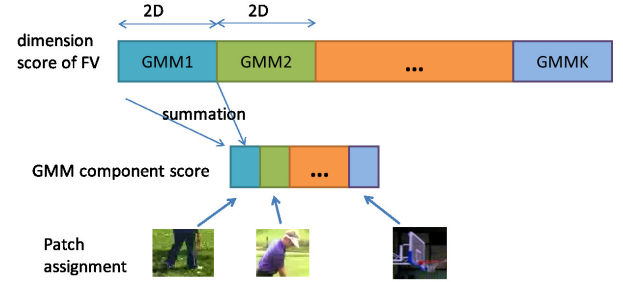 2D 2D
dimension
score of FV
GMM1 GMM2 ... GMMK
summation
GMM component score
...
Patch
assignment